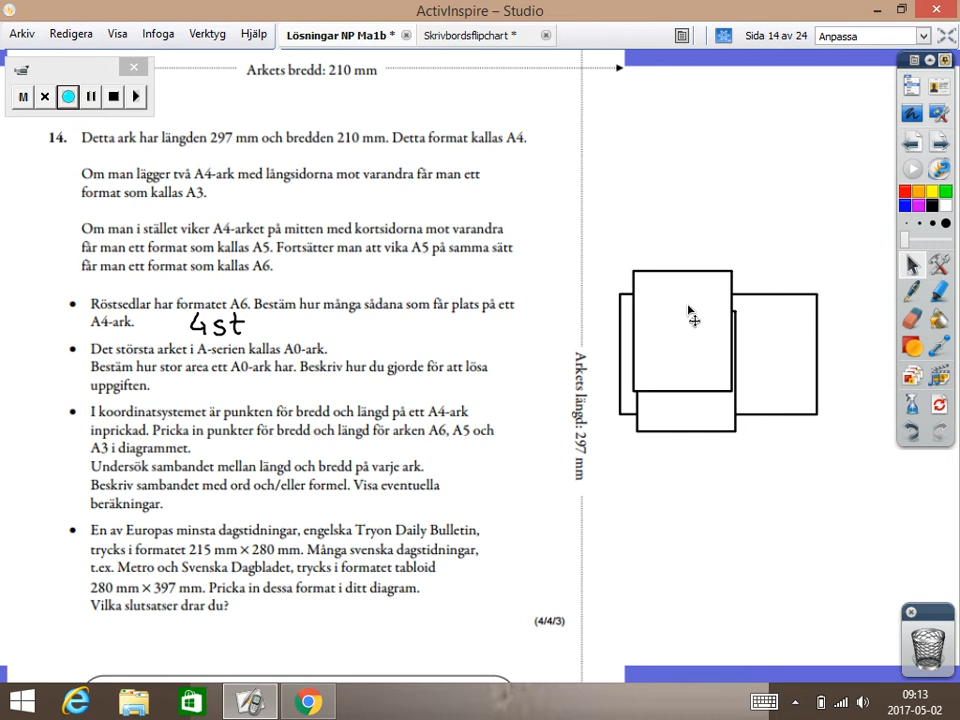 ActivInspire – Studio
Arkiv Redigera Visa Infoga Verktyg Hjälp
Lösningar NP Ma1b *
Skrivbordsflipchart *
Sida 14 av 24
Anpassa
M
Arkets bredd: 210 mm
14. Detta ark har längden 297 mm och bredden 210 mm. Detta format kallas A4.
Om man lägger två A4-ark med långsidorna mot varandra får man ett
format som kallas A3.
Om man i stället viker A4-arket på mitten med kortsidorna mot varandra
får man ett format som kallas A5. Fortsätter man att vika A5 på samma sätt
får man ett format som kallas A6.
• Röstsedlar har formatet A6. Bestäm hur många sådana som får plats på ett
A4-ark.
4 st
• Det största arket i A-serien kallas A0-ark.
Bestäm hur stor area ett A0-ark har. Beskriv hur du gjorde för att lösa
uppgiften.
• I koordinatsystemet är punkten för bredd och längd på ett A4-ark
inprickad. Pricka in punkter för bredd och längd för arken A6, A5 och
A3 i diagrammet.
Undersök sambandet mellan längd och bredd på varje ark.
Beskriv sambandet med ord och/eller formel. Visa eventuella
beräkningar.
• En av Europas minsta dagstidningar, engelska Tryon Daily Bulletin,
trycks i formatet 215 mm × 280 mm. Många svenska dagstidningar,
t.ex. Metro och Svenska Dagbladet, trycks i formatet tabloid
280 mm × 397 mm. Pricka in dessa format i ditt diagram.
Vilka slutsatser drar du?
(4/4/3)
Arkets längd: 297 mm
09:13
2017-05-02